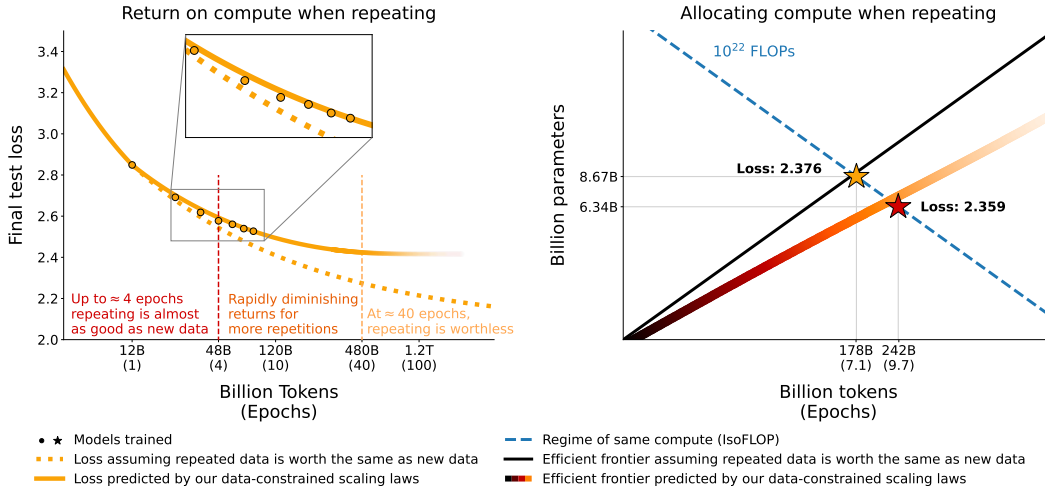 Return on compute when repeating
Final test loss
3.4
3.2
3.0
2.8
2.6
2.4
2.2
2.0
Up to ≈ 4 epochs
repeating is almost
as good as new data
Rapidly diminishing
returns for
more repetitions
At ≈ 40 epochs,
repeating is worthless
12B
(1)
48B
(4)
120B
(10)
480B
(40)
1.2T
(100)
Billion Tokens
(Epochs)
Allocating compute when repeating
Billion parameters
10²² FLOPs
Loss: 2.376
8.67B
6.34B
Loss: 2.359
178B
(7.1)
242B
(9.7)
Billion tokens
(Epochs)
Models trained
Loss assuming repeated data is worth the same as new data
Loss predicted by our data-constrained scaling laws
Regime of same compute (IsoFLOP)
Efficient frontier assuming repeated data is worth the same as new data
Efficient frontier predicted by our data-constrained scaling laws